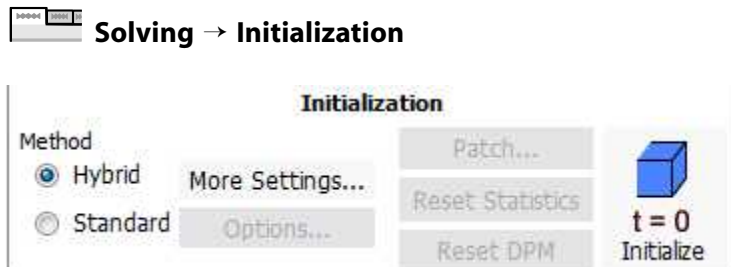 Solving → Initialization
Initialization
Method
Hybrid
More Settings...
Standard
Options...
Patch...
Reset Statistics
Reset DPM
t = 0
Initialize